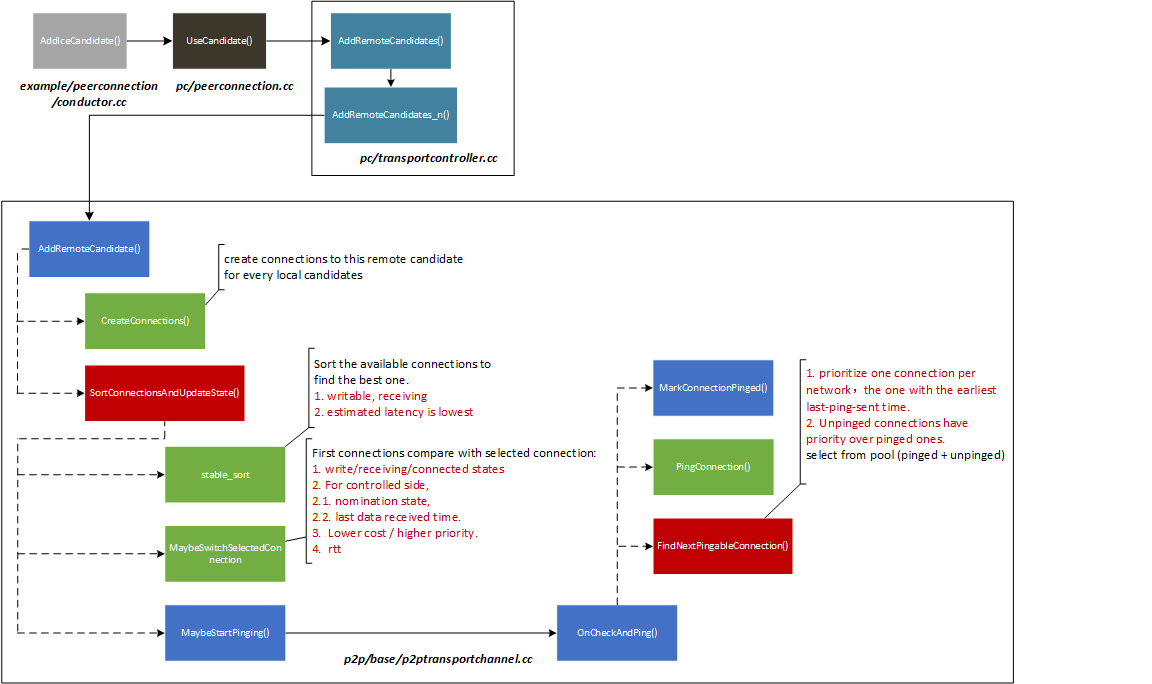 AddIceCandidate()
UseCandidate()
AddRemoteCandidates()
example/peerconnection
/conductor.cc
pc/peerconnection.cc
AddRemoteCandidates_n()
pc/transportcontroller.cc
AddRemoteCandidate()
create connections to this remote candidate
for every local candidates
CreateConnections()
SortConnectionsAndUpdateState()
Sort the available connections to
find the best one.
1. writable, receiving
2. estimated latency is lowest
stable_sort
First connections compare with selected connection:
1. write/receiving/connected states
2. For controlled side,
2.1. nomination state,
2.2. last data received time.
3. Lower cost / higher priority.
4. rtt
MaybeSwitchSelectedCon
nection
MaybeStartPinging()
OnCheckAndPing()
MarkConnectionPinged()
PingConnection()
FindNextPingableConnection()
1. prioritize one connection per
network，the one with the earliest
last-ping-sent time.
2. Unpinged connections have
priority over pinged ones.
select from pool (pinged + unpinged)
p2p/base/p2ptransportchannel.cc